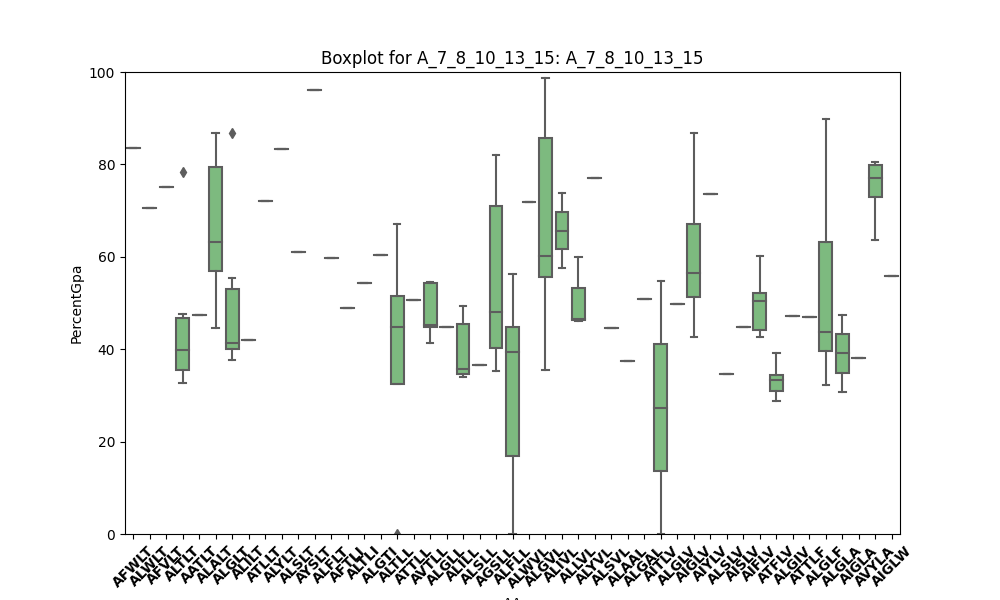 Boxplot for A_7_8_10_13_15: A_7_8_10_13_15
PercentGpa
100
80
60
40
20
0
AFWLT
ALWLT
AFVLT
ALTLT
AATLT
ALALT
ALGLT
ALILT
ATLLT
ALYLT
ALSLT
AYSLT
ALFLT
AFTLI
ALTLI
ALGTI
ALTLL
ATTLL
AVTLL
ALGLL
ALILL
ALSLL
AGSLL
ALFLL
ALWVL
ALGVL
ALIVL
ALLVL
ALYVL
ALSVL
ALAAL
ALGAL
AITLV
ALGLV
AIGLV
AIYLV
ALSLV
AISLV
AIFLV
ATFLV
ALGIV
ATTLF
ALGLF
ALGLA
AIGLA
AVYLA
AIGLW